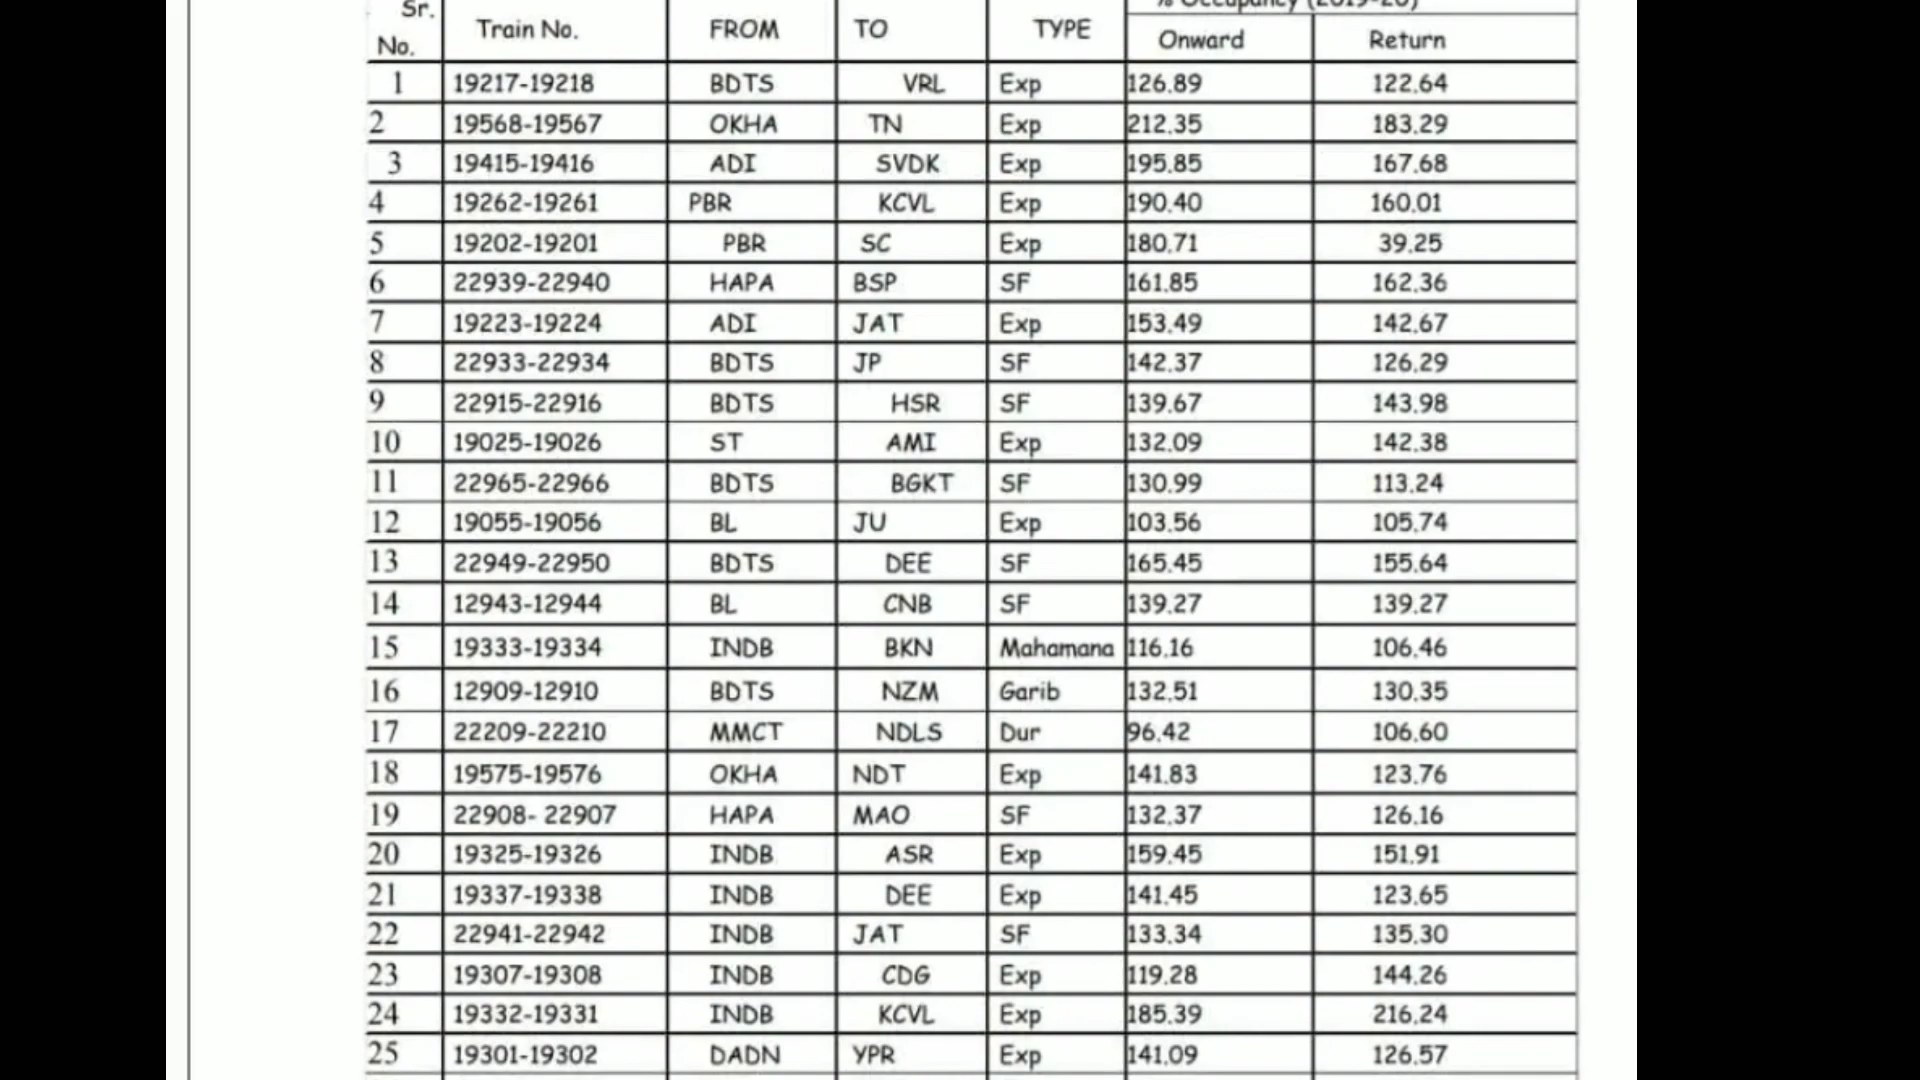 Sr. No. Train No. FROM TO TYPE % Occupancy (2019-20)
Onward Return
1 19217-19218 BDTS VRL Exp 126.89 122.64
2 19568-19567 OKHA TN Exp 212.35 183.29
3 19415-19416 ADI SVDK Exp 195.85 167.68
4 19262-19261 PBR KCVL Exp 190.40 160.01
5 19202-19201 PBR SC Exp 180.71 39.25
6 22939-22940 HAPA BSP SF 161.85 162.36
7 19223-19224 ADI JAT Exp 153.49 142.67
8 22933-22934 BDTS JP SF 142.37 126.29
9 22915-22916 BDTS HSR SF 139.67 143.98
10 19025-19026 ST AMI Exp 132.09 142.38
11 22965-22966 BDTS BGKT SF 130.99 113.24
12 19055-19056 BL JU Exp 103.56 105.74
13 22949-22950 BDTS DEE SF 165.45 155.64
14 12943-12944 BL CNB SF 139.27 139.27
15 19333-19334 INDB BKN Mahamana 116.16 106.46
16 12909-12910 BDTS NZM Garib 132.51 130.35
17 22209-22210 MMCT NDLS Dur 96.42 106.60
18 19575-19576 OKHA NDT Exp 141.83 123.76
19 22908- 22907 HAPA MAO SF 132.37 126.16
20 19325-19326 INDB ASR Exp 159.45 151.91
21 19337-19338 INDB DEE Exp 141.45 123.65
22 22941-22942 INDB JAT SF 133.34 135.30
23 19307-19308 INDB CDG Exp 119.28 144.26
24 19332-19331 INDB KCVL Exp 185.39 216.24
25 19301-19302 DADN YPR Exp 141.09 126.57